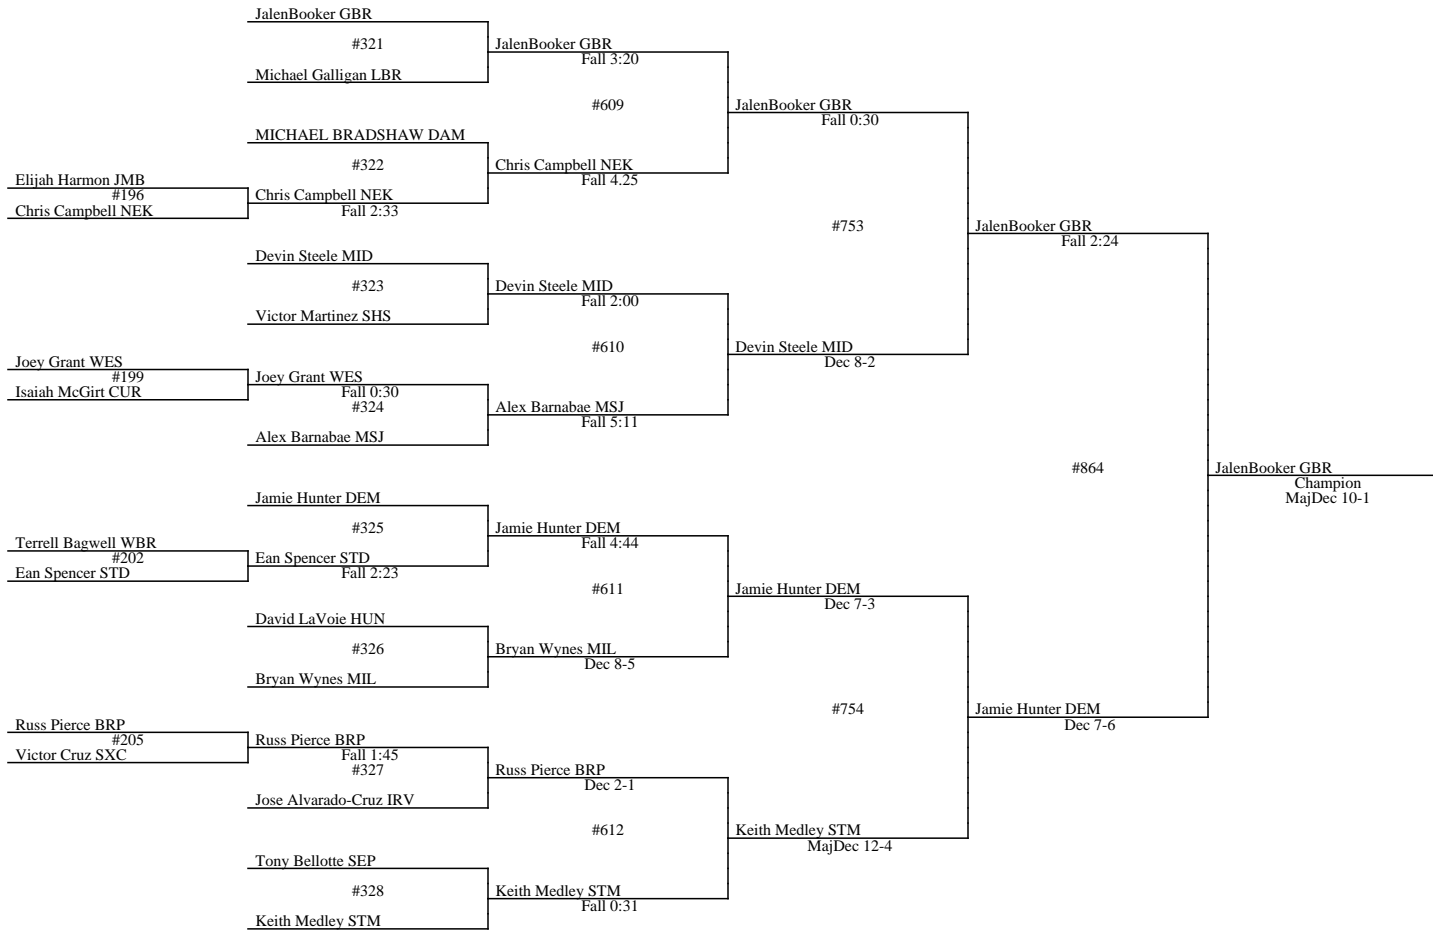 JalenBooker GBR
#321
JalenBooker GBR
Fall 3:20
Michael Galligan LBR
#609
JalenBooker GBR
Fall 0:30
MICHAEL BRADSHAW DAM
#322
Chris Campbell NEK
Fall 4.25
Elijah Harmon JMB
#196
Chris Campbell NEK
Chris Campbell NEK
Fall 2:33
#753
JalenBooker GBR
Fall 2:24
Devin Steele MID
#323
Devin Steele MID
Fall 2:00
Victor Martinez SHS
#610
Devin Steele MID
Dec 8-2
Joey Grant WES
#199
Isaiah McGirt CUR
Joey Grant WES
Fall 0:30
#324
Alex Barnabae MSJ
Fall 5:11
Alex Barnabae MSJ
#864
JalenBooker GBR
Champion
MajDec 10-1
Jamie Hunter DEM
#325
Jamie Hunter DEM
Fall 4:44
Terrell Bagwell WBR
#202
Ean Spencer STD
Ean Spencer STD
Fall 2:23
#611
Jamie Hunter DEM
Dec 7-3
David LaVoie HUN
#326
Bryan Wynes MIL
Dec 8-5
Bryan Wynes MIL
#754
Jamie Hunter DEM
Dec 7-6
Russ Pierce BRP
#205
Victor Cruz SXC
Russ Pierce BRP
Fall 1:45
#327
Russ Pierce BRP
Dec 2-1
Jose Alvarado-Cruz IRV
#612
Keith Medley STM
MajDec 12-4
Tony Bellotte SEP
#328
Keith Medley STM
Fall 0:31
Keith Medley STM